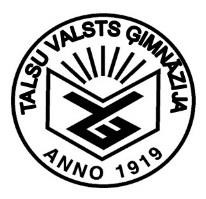 TALSU VALSTS ĢIMNĀZIJA
ANNO 1919